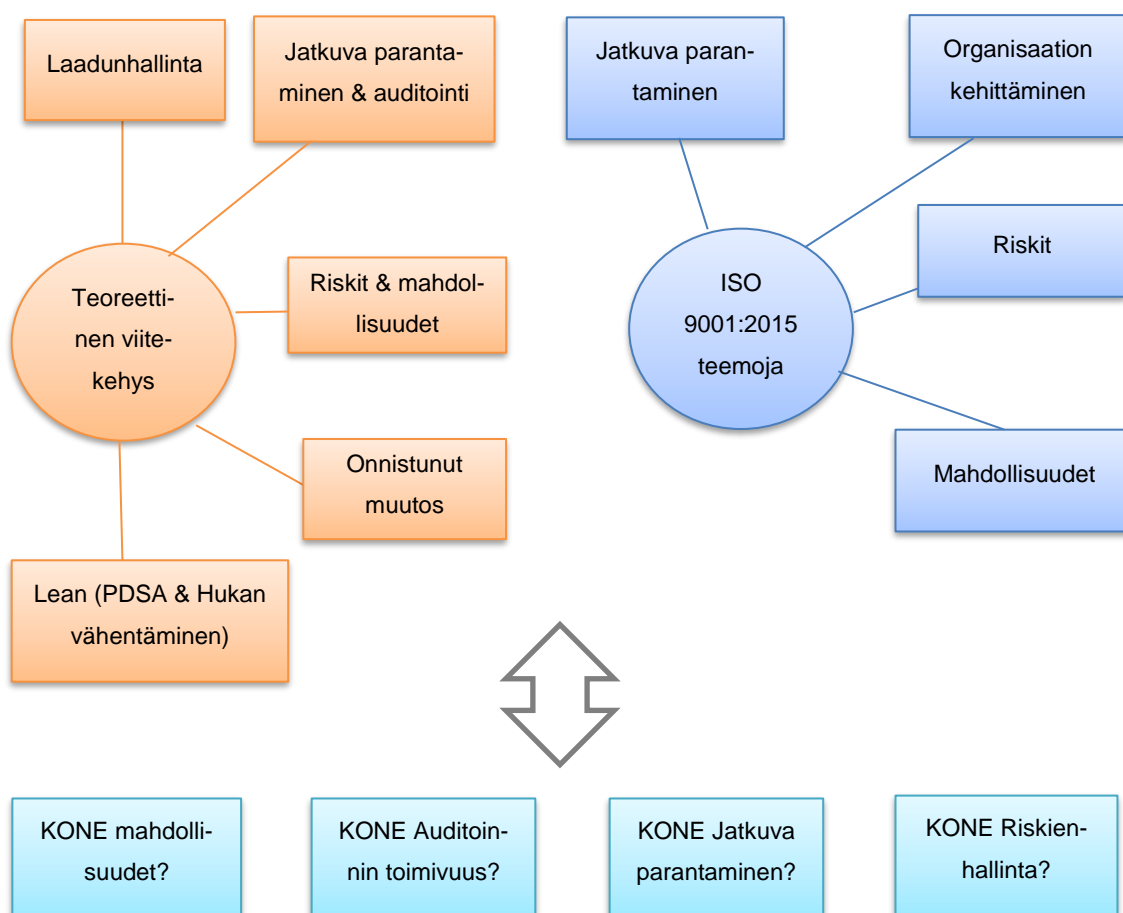 Laadunhallinta
Jatkuva paranta-
minen & auditointi
Jatkuva paran-
taminen
Organisaation
kehittäminen
Teoreetti-
nen viite-
kehys
Riskit & mahdol-
lisuudet
ISO
9001:2015
teemoja
Riskit
Onnistunut
muutos
Mahdollisuudet
Lean (PDSA & Hukan
vähentäminen)
KONE mahdolli-
suudet?
KONE Auditoin-
nin toimivuus?
KONE Jatkuva
parantaminen?
KONE Riskien-
hallinta?